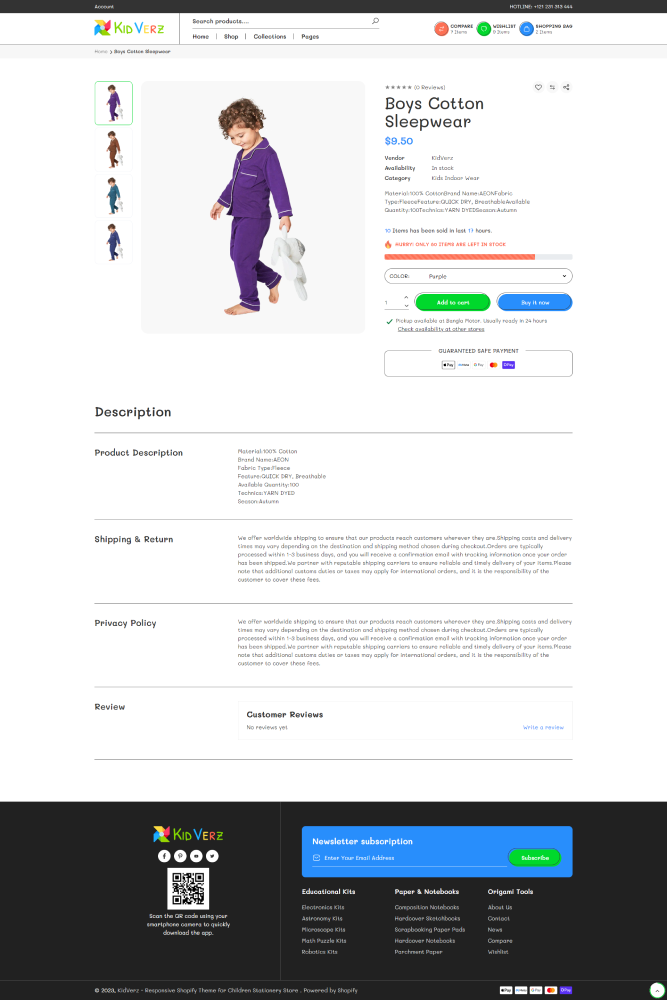 Account
HOTLINE: +121 231 313 444
KID VERZ
Search products....
Home | Shop | Collections | Pages
COMPARE
WISHLIST
0 Items
SHOPPING BAG
2 Items
Home > Boys Cotton Sleepwear
★★★★★ (0 Reviews)
Boys Cotton
Sleepwear
$9.50
Vendor KidVerz
Availability In stock
Category Kids Indoor Wear
Material:100% CottonBrand Name:AEONFabric
Type:FleeceFeature:QUICK DRY, BreathableAvailable
Quantity:100Technics:YARN DYEDSeason:Autumn
10 Items has been sold in last 17 hours.
HURRY! ONLY 60 ITEMS ARE LEFT IN STOCK
COLOR: Purple
1
Add to cart
Buy it now
Pickup available at Bangla Motor. Usually ready in 24 hours
Check availability at other stores
GUARANTEED SAFE PAYMENT
Description
Product Description
Material:100% Cotton
Brand Name:AEON
Fabric Type:Fleece
Feature:QUICK DRY, Breathable
Available Quantity:100
Technics:YARN DYED
Season:Autumn
Shipping & Return
We offer worldwide shipping to ensure that our products reach customers wherever they are.Shipping costs and delivery
times may vary depending on the destination and shipping method chosen during checkout.Orders are typically
processed within 1-3 business days, and you will receive a confirmation email with tracking information once your order
has been shipped.We partner with reputable shipping carriers to ensure reliable and timely delivery of your items.Please
note that additional customs duties or taxes may apply for international orders, and it is the responsibility of the
customer to cover these fees.
Privacy Policy
We offer worldwide shipping to ensure that our products reach customers wherever they are.Shipping costs and delivery
times may vary depending on the destination and shipping method chosen during checkout.Orders are typically
processed within 1-3 business days, and you will receive a confirmation email with tracking information once your order
has been shipped.We partner with reputable shipping carriers to ensure reliable and timely delivery of your items.Please
note that additional customs duties or taxes may apply for international orders, and it is the responsibility of the
customer to cover these fees.
Review
Customer Reviews
No reviews yet
Write a review
KID VERZ
Scan the QR code using your
smartphone camera to quickly
download the app.
Newsletter subscription
Enter Your Email Address
Subscribe
Educational Kits
Electronics Kits
Astronomy Kits
Microscope Kits
Math Puzzle Kits
Robotics Kits
Paper & Notebooks
Composition Notebooks
Hardcover Sketchbooks
Scrapbooking Paper Pads
Hardcover Notebooks
Parchment Paper
Origami Tools
About Us
Contact
News
Compare
Wishlist
© 2023, KidVerz - Responsive Shopify Theme for Children Stationery Store . Powered by Shopify